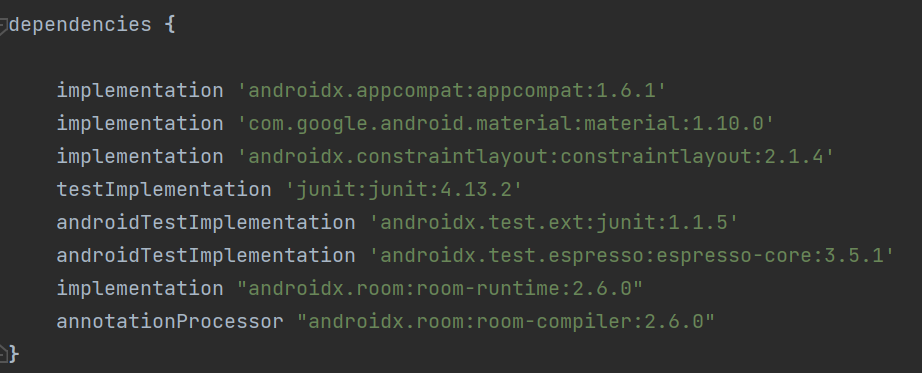 dependencies {
implementation 'androidx.appcompat:appcompat:1.6.1'
implementation 'com.google.android.material:material:1.10.0'
implementation 'androidx.constraintlayout:constraintlayout:2.1.4'
testImplementation 'junit:junit:4.13.2'
androidTestImplementation 'androidx.test.ext:junit:1.1.5'
androidTestImplementation 'androidx.test.espresso:espresso-core:3.5.1'
implementation "androidx.room:room-runtime:2.6.0"
annotationProcessor "androidx.room:room-compiler:2.6.0"
}